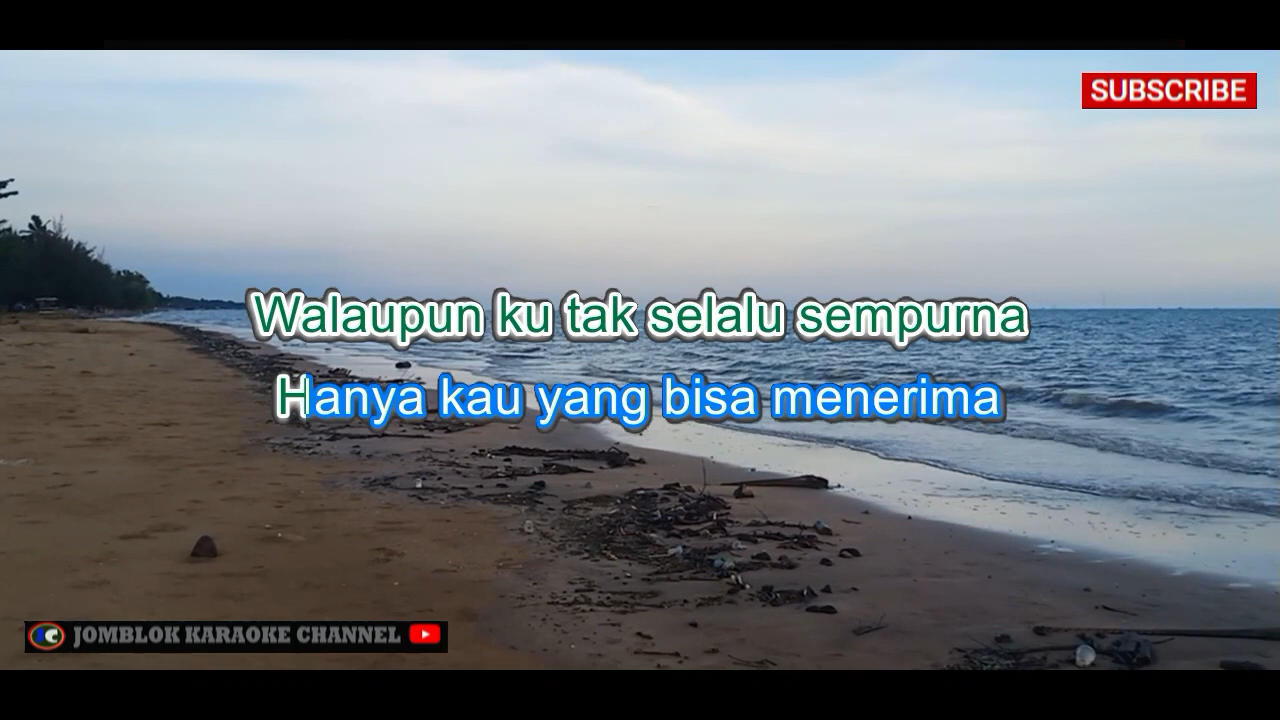 SUBSCRIBE
Walaupun ku tak selalu sempurna
Hanya kau yang bisa menerima
JOMBLOK KARAOKE CHANNEL